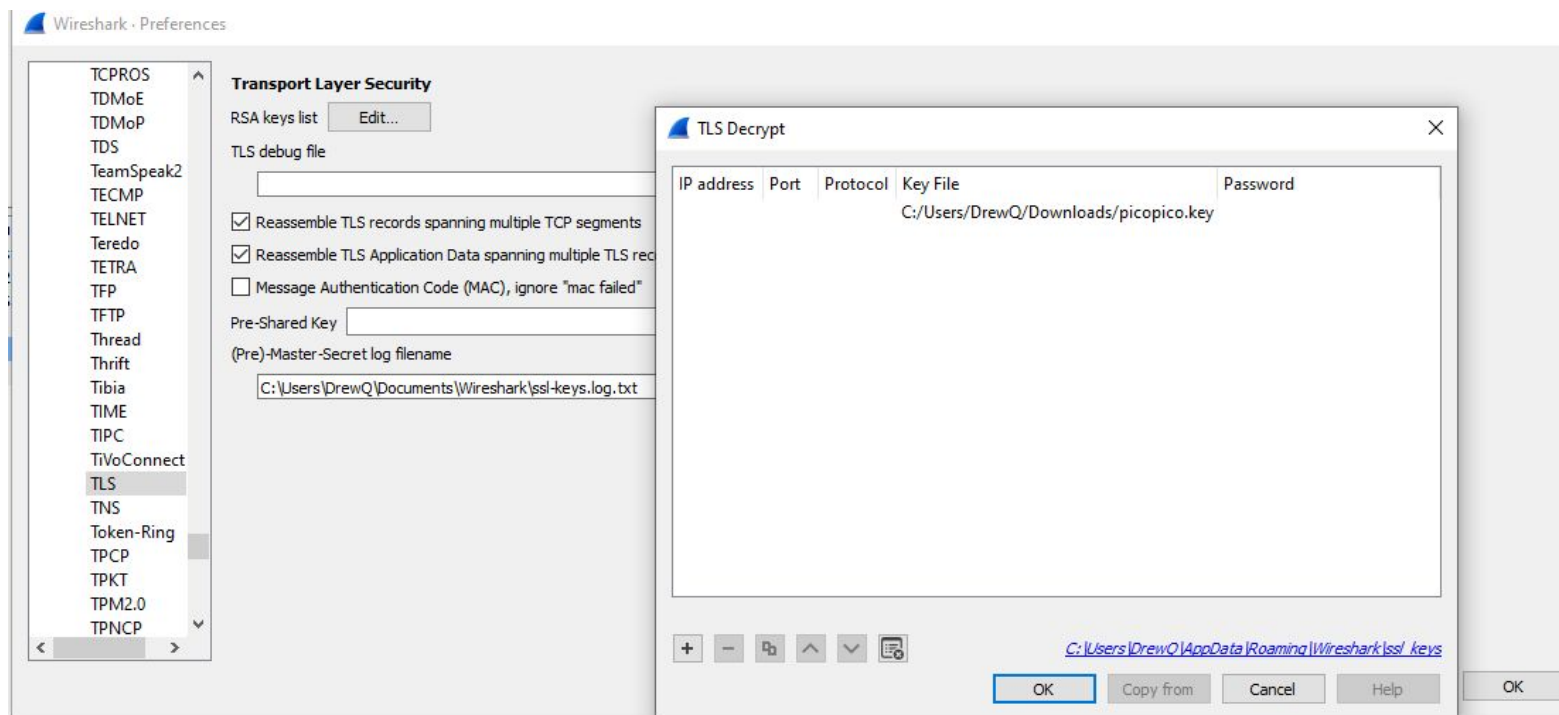 Wireshark · Preferences
TCPROS
TDMoE
TDMoP
TDS
TeamSpeak2
TECMP
TELNET
Teredo
TETRA
TFP
TFTP
Thread
Thrift
Tibia
TIME
TIPC
TiVoConnect
TLS
TNS
Token-Ring
TPCP
TPKT
TPM2.0
TPNCP
Transport Layer Security
RSA keys list Edit...
TLS debug file
Reassemble TLS records spanning multiple TCP segments
Reassemble TLS Application Data spanning multiple TLS rec
Message Authentication Code (MAC), ignore "mac failed"
Pre-Shared Key
(Pre)-Master-Secret log filename
C:\Users\DrewQ\Documents\Wireshark\ssl-keys.log.txt
TLS Decrypt
IP address Port Protocol Key File Password
C:/Users/DrewQ/Downloads/picopico.key
C:\Users\DrewQ\AppData\Roaming\Wireshark\ssl_keys
OK Copy from Cancel Help
OK